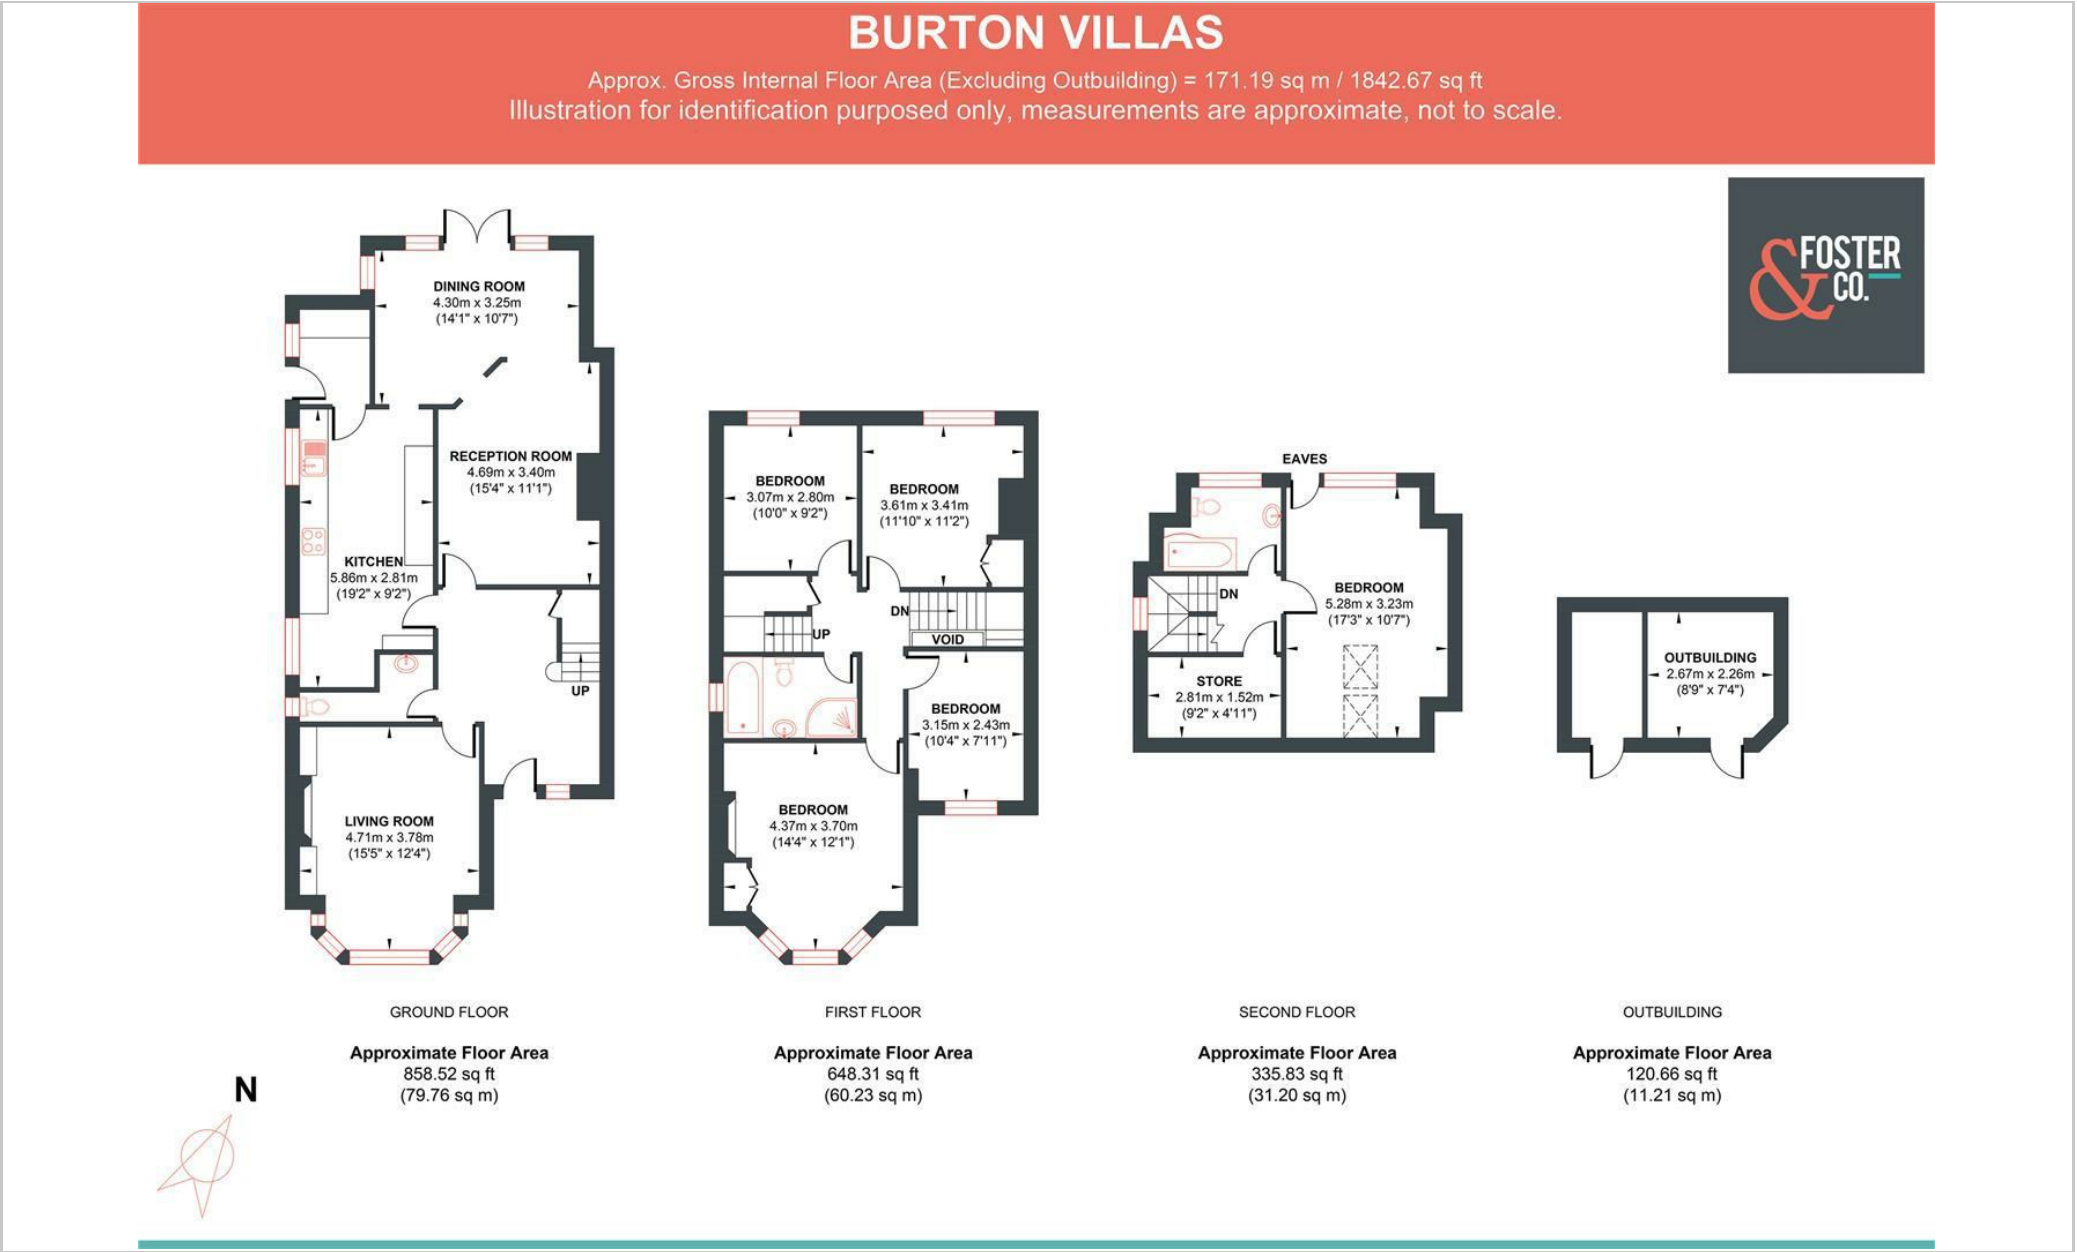 BURTON VILLAS
Approx. Gross Internal Floor Area (Excluding Outbuilding) = 171.19 sq m / 1842.67 sq ft
Illustration for identification purposed only, measurements are approximate, not to scale.
&FOSTER
CO.
DINING ROOM
4.30m x 3.25m
(14'1" x 10'7")
RECEPTION ROOM
4.69m x 3.40m
(15'4" x 11'1")
KITCHEN
5.86m x 2.81m
(19'2" x 9'2")
UP
LIVING ROOM
4.71m x 3.78m
(15'5" x 12'4")
BEDROOM
3.07m x 2.80m
(10'0" x 9'2")
BEDROOM
3.61m x 3.41m
(11'10" x 11'2")
DN
UP
VOID
BEDROOM
3.15m x 2.43m
(10'4" x 7'11")
BEDROOM
4.37m x 3.70m
(14'4" x 12'1")
EAVES
DN
BEDROOM
5.28m x 3.23m
(17'3" x 10'7")
STORE
2.81m x 1.52m
(9'2" x 4'11")
OUTBUILDING
2.67m x 2.26m
(8'9" x 7'4")
GROUND FLOOR
Approximate Floor Area
858.52 sq ft
(79.76 sq m)
FIRST FLOOR
Approximate Floor Area
648.31 sq ft
(60.23 sq m)
SECOND FLOOR
Approximate Floor Area
335.83 sq ft
(31.20 sq m)
OUTBUILDING
Approximate Floor Area
120.66 sq ft
(11.21 sq m)
N